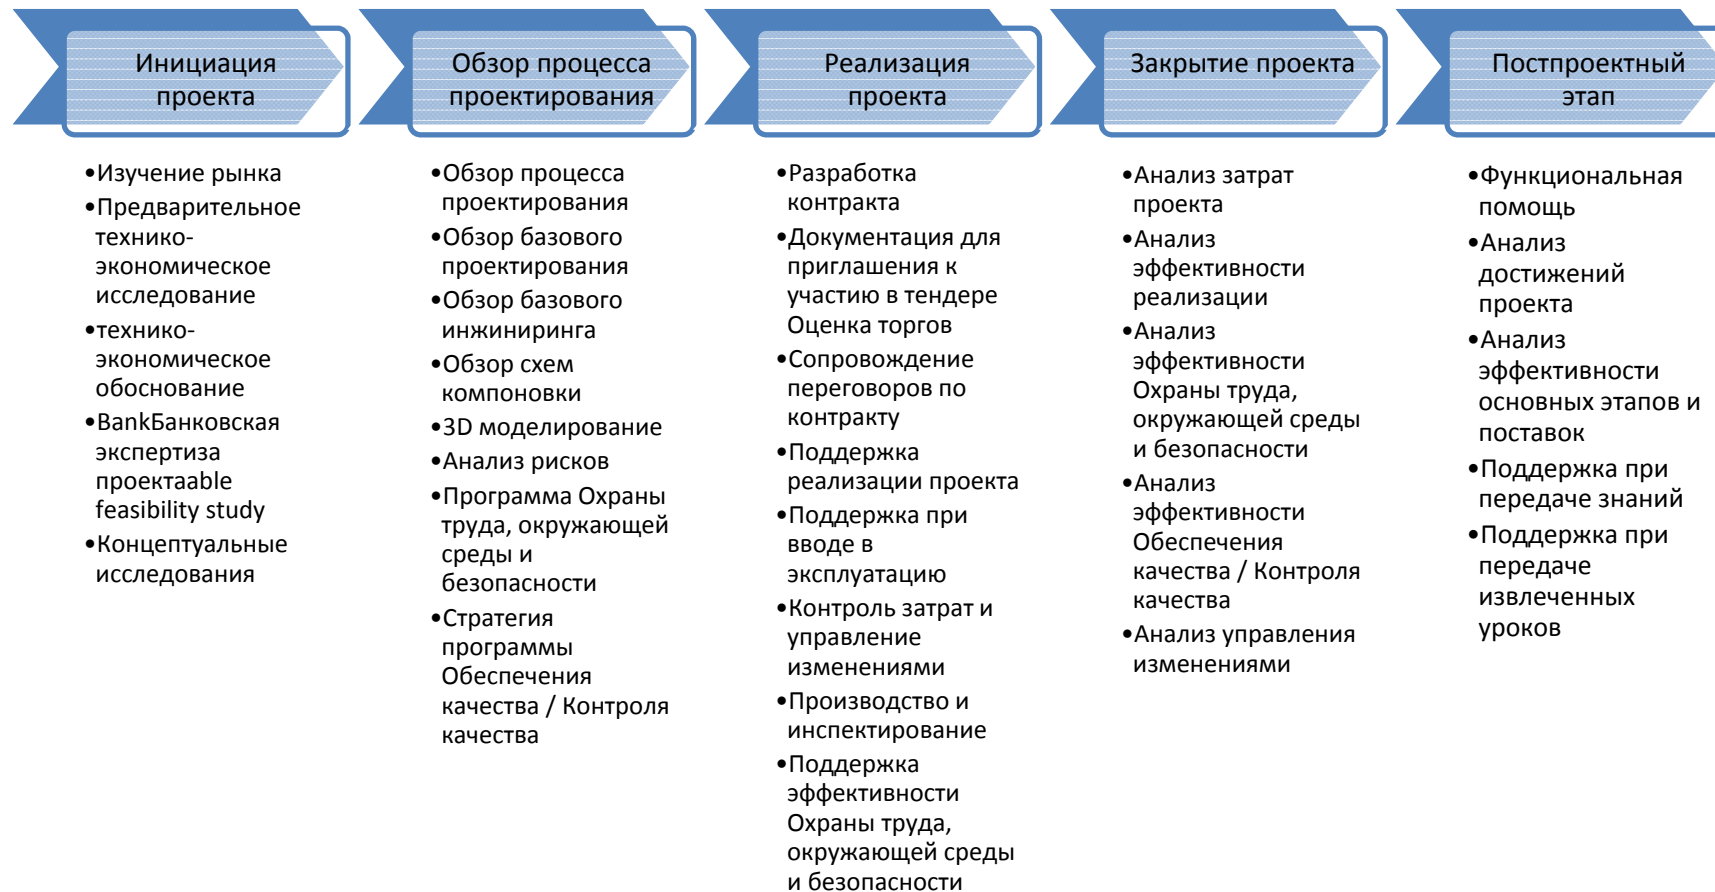 Инициация
проекта
•Изучение рынка
•Предварительное
технико-
экономическое
исследование
•технико-
экономическое
обоснование
•BankБанковская
экспертиза
проектаable
feasibility study
•Концептуальные
исследования
Обзор процесса
проектирования
•Обзор процесса
проектирования
•Обзор базового
проектирования
•Обзор базового
инжиниринга
•Обзор схем
компоновки
•3D моделирование
•Анализ рисков
•Программа Охраны
труда, окружающей
среды и
безопасности
•Стратегия
программы
Обеспечения
качества / Контроля
качества
Реализация
проекта
•Разработка
контракта
•Документация для
приглашения к
участию в тендере
Оценка торгов
•Сопровождение
переговоров по
контракту
•Поддержка
реализации проекта
•Поддержка при
вводе в
эксплуатацию
•Контроль затрат и
управление
изменениями
•Производство и
инспектирование
•Поддержка
эффективности
Охраны труда,
окружающей среды
и безопасности
Закрытие проекта
•Анализ затрат
проекта
•Анализ
эффективности
реализации
•Анализ
эффективности
Охраны труда,
окружающей среды
и безопасности
•Анализ
эффективности
Обеспечения
качества / Контроля
качества
•Анализ управления
изменениями
Постпроектный
этап
•Функциональная
помощь
•Анализ
достижений
проекта
•Анализ
эффективности
основных этапов и
поставок
•Поддержка при
передаче знаний
•Поддержка при
передаче
извлеченных
уроков